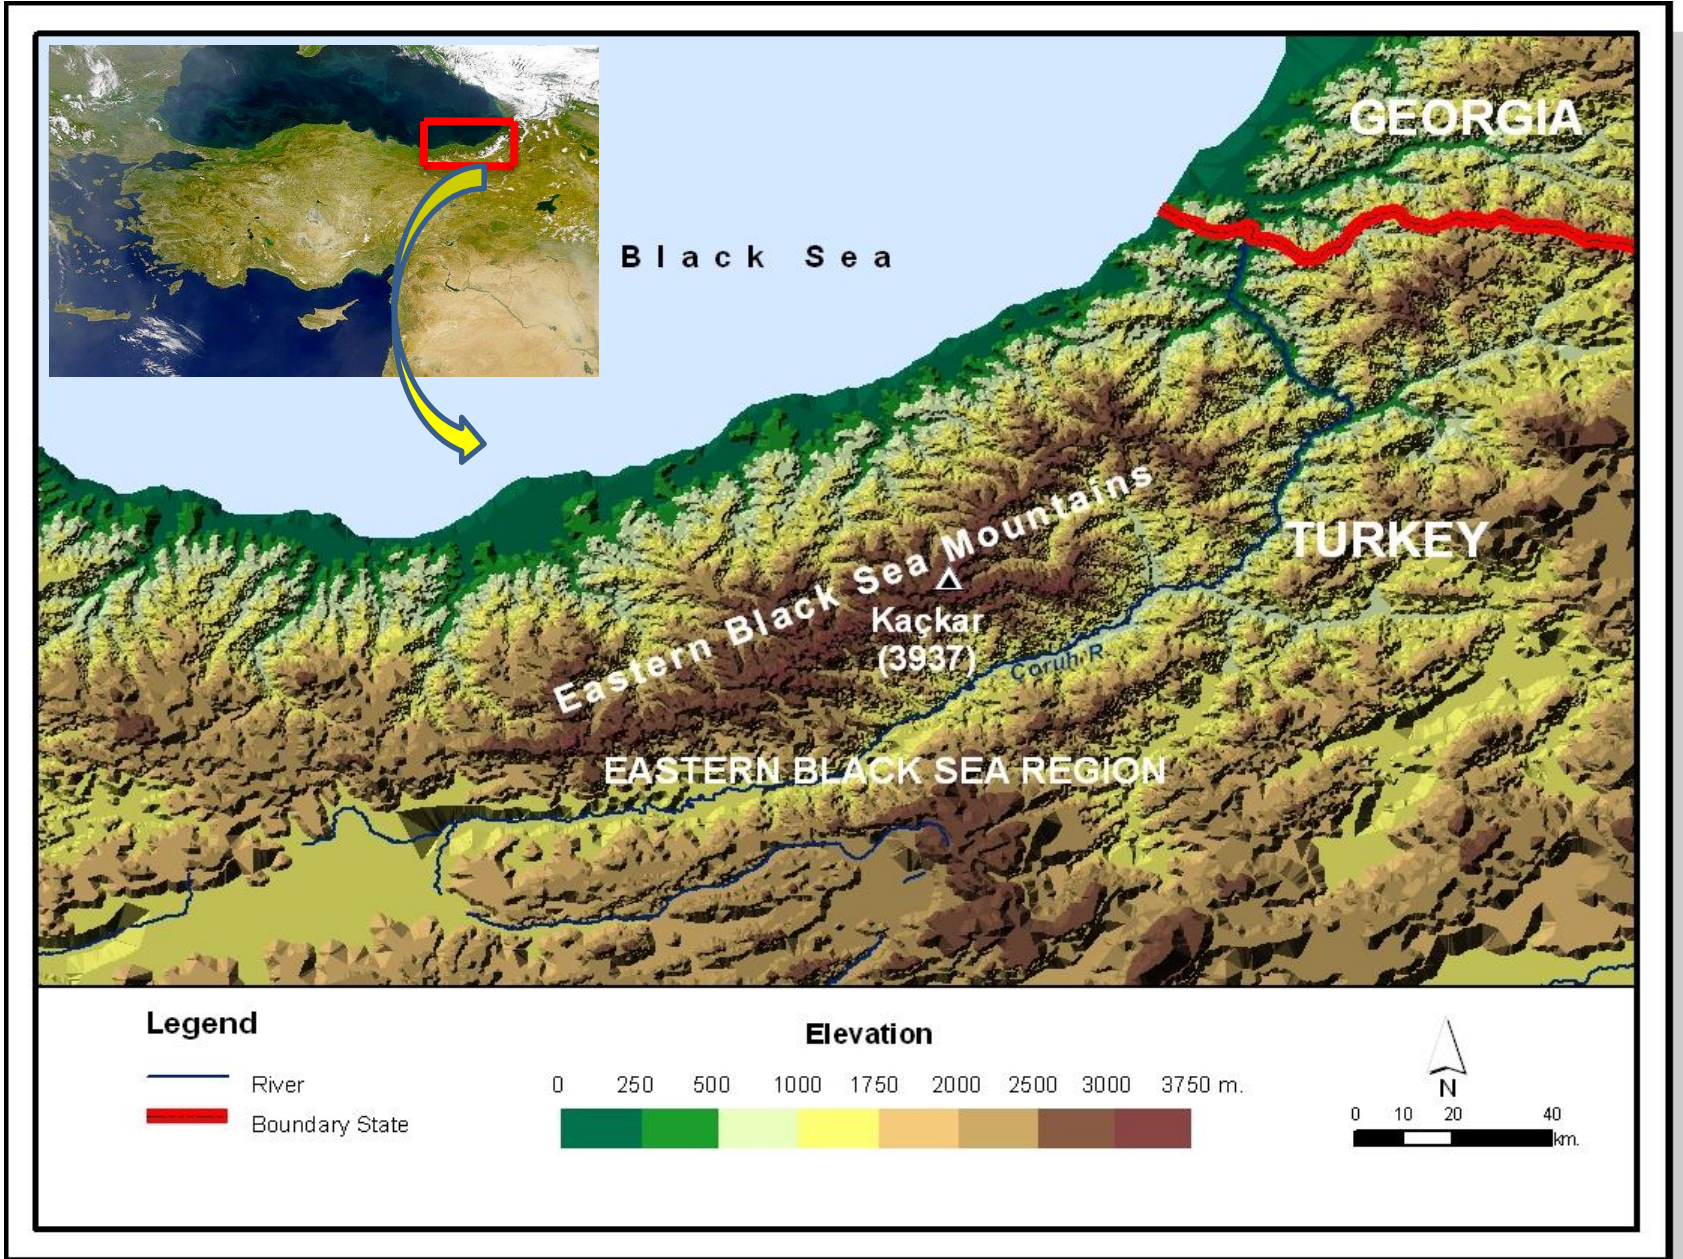 GEORGIA
Black Sea
TURKEY
Eastern Black Sea Mountains
Kaçkar
(3937)
Coruh R
EASTERN BLACK SEA REGION
Legend
River
Boundary State
Elevation
0 250 500 1000 1750 2000 2500 3000 3750 m.
N
0 10 20 40
km.